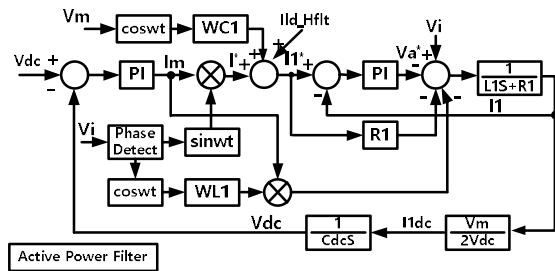 Vm
coswt
WC1
Ild_Hflt
Vdc
+
-
PI
Im
I*
+
+
+
I1*
+
-
PI
Va*
+
-
Vi
-
-
-
1
L1S+R1
I1
Vi
Phase
Detect
sinwt
R1
coswt
WL1
Vdc
1
CdcS
I1dc
Vm
2Vdc
Active Power Filter